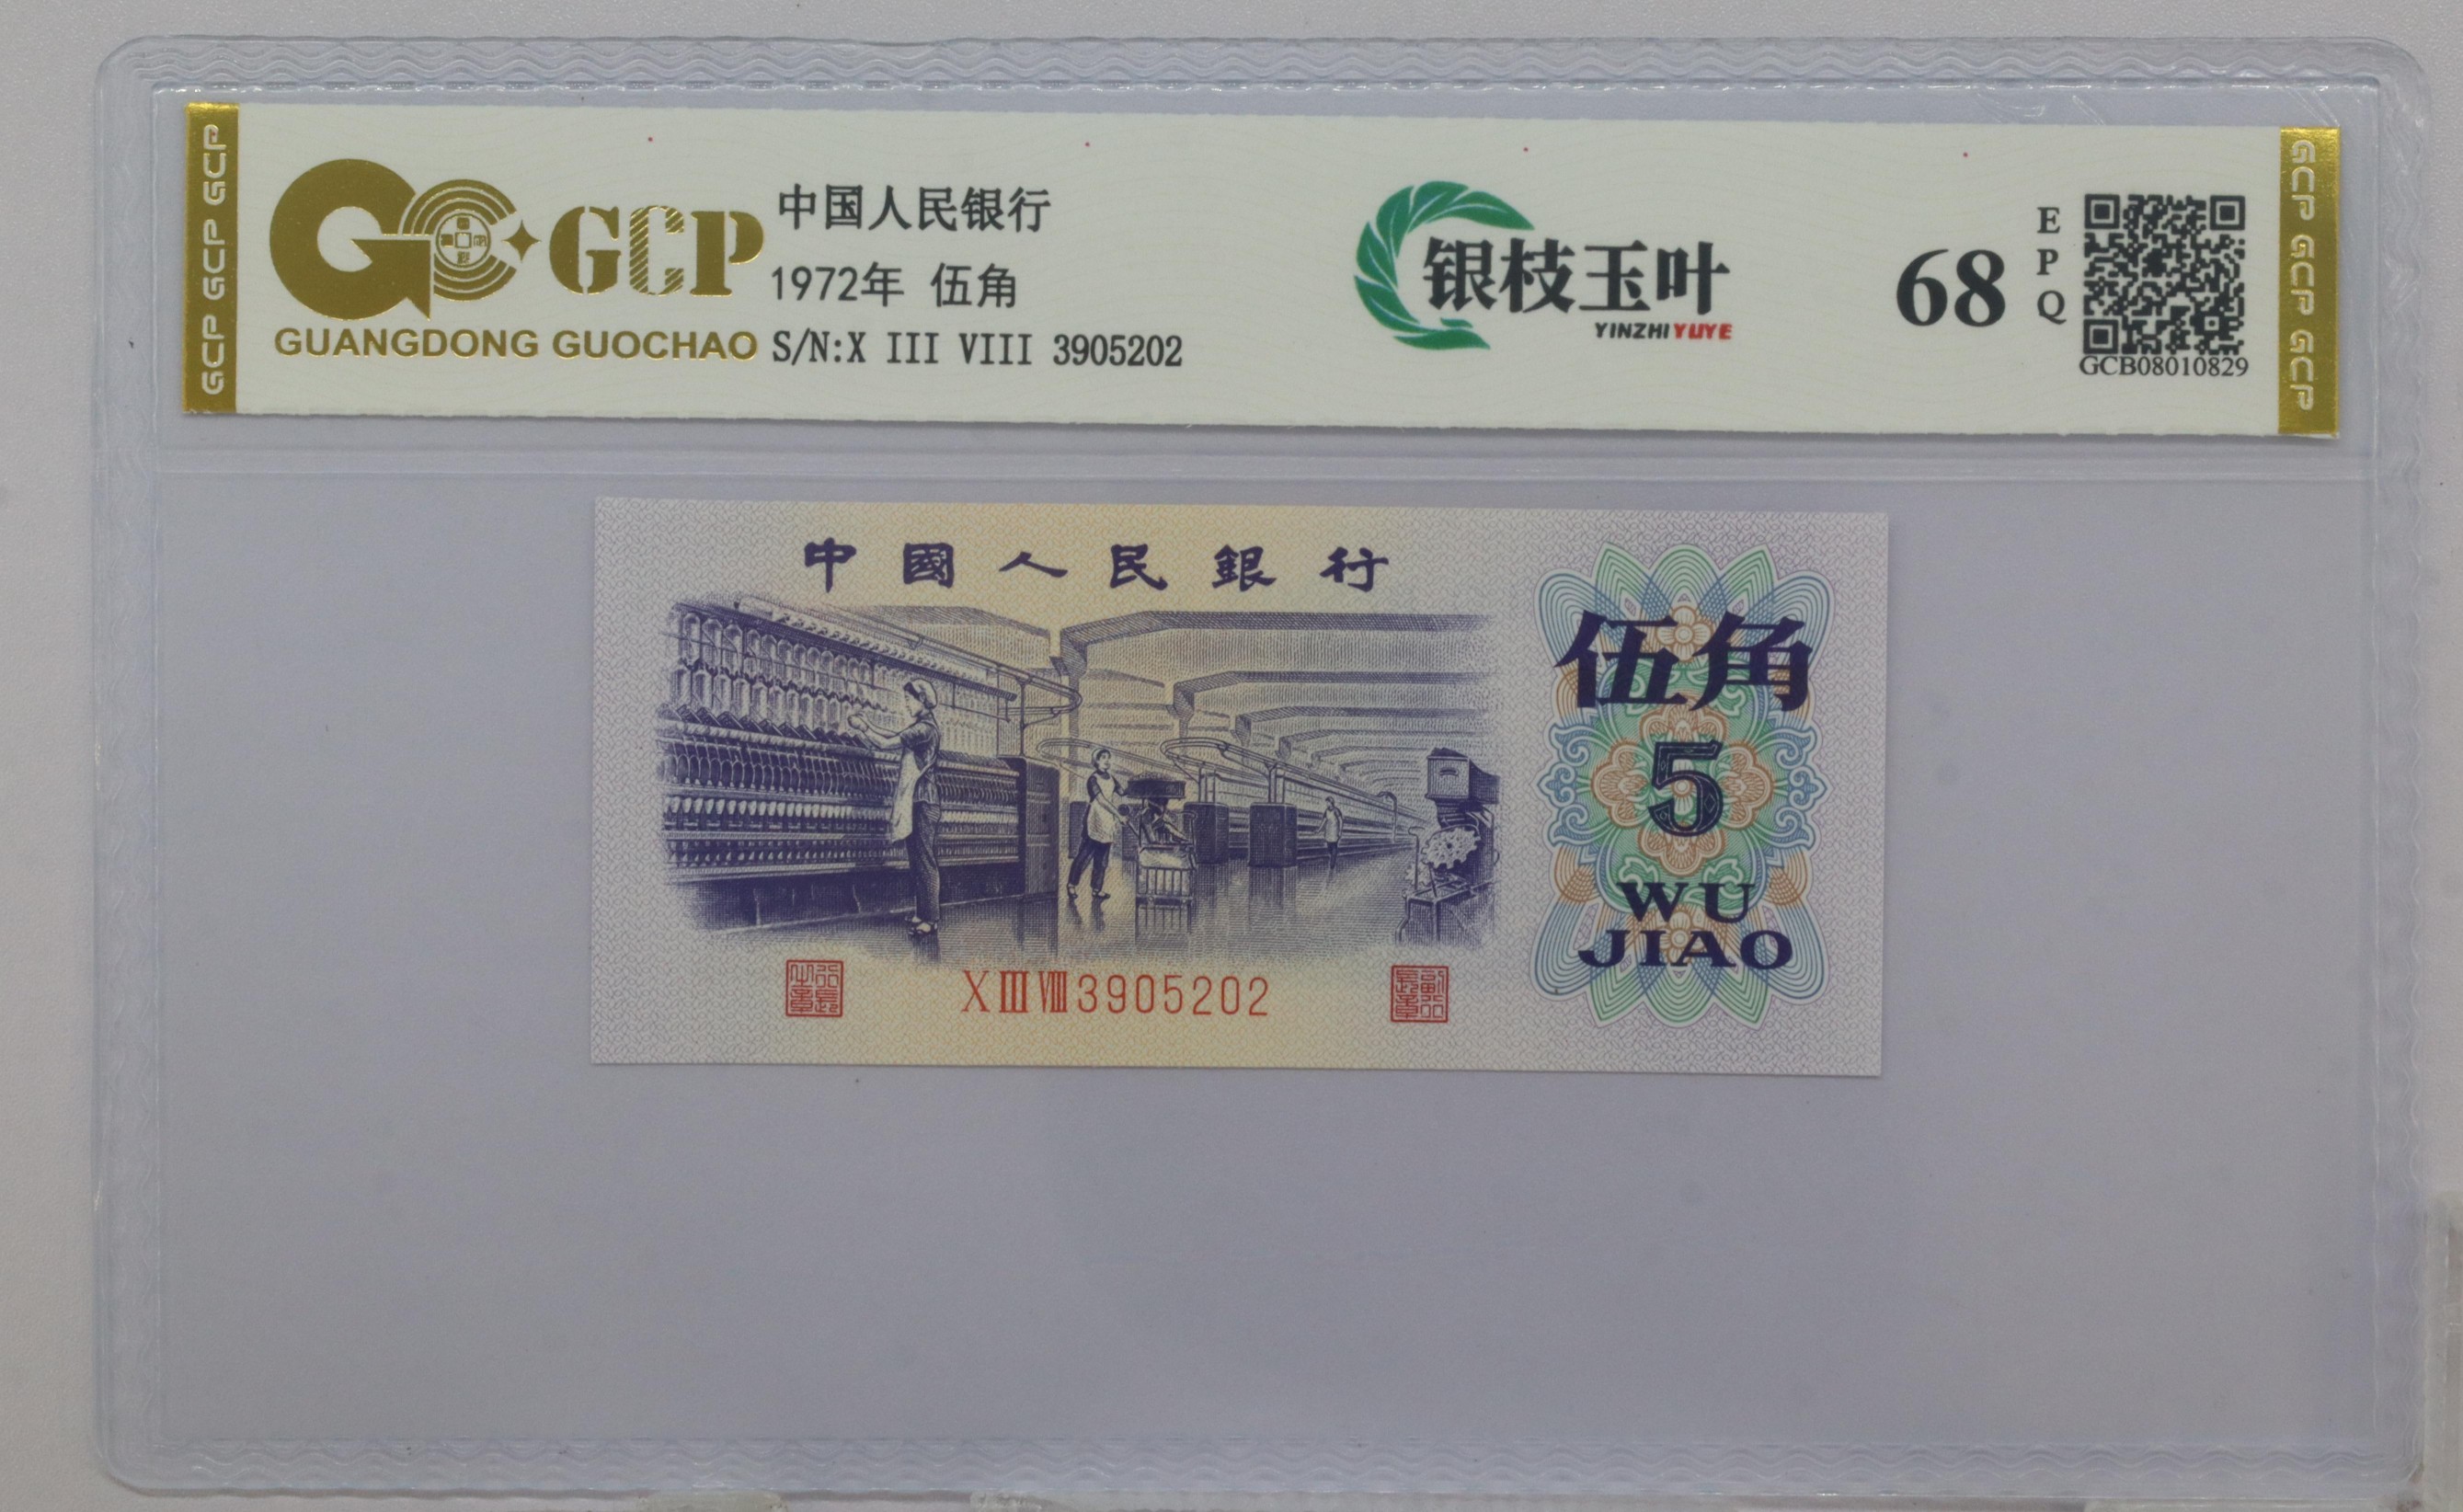 GCP GCP GCP
GCP
GUANGDONG GUOCHAO
中国人民银行
1972年 伍角
S/N:X III VIII 3905202
银枝玉叶
YINZHIYUYE
68
EPQ
GCB08010829
GCP GCP GCP
中國人民銀行
伍角
5
WU
JIAO
X III VIII 3905202